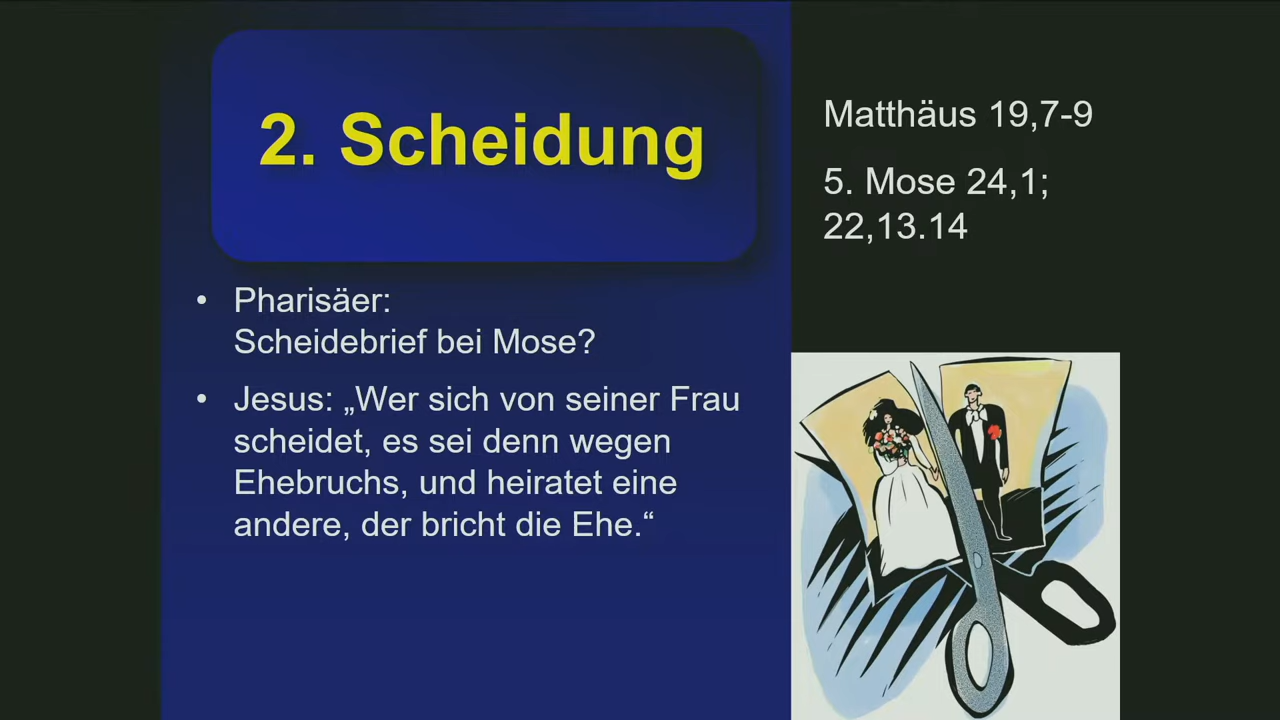 2. Scheidung
Matthäus 19,7-9
5. Mose 24,1;
22,13.14
• Pharisäer:
Scheidebrief bei Mose?
• Jesus: „Wer sich von seiner Frau
scheidet, es sei denn wegen
Ehebruchs, und heiratet eine
andere, der bricht die Ehe.“